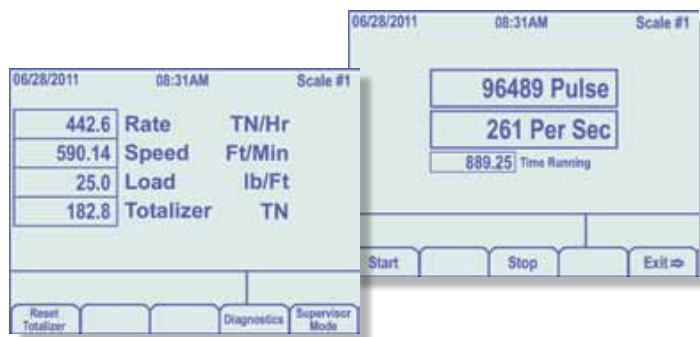 06/28/2011 08:31AM Scale #1
442.6 Rate TN/Hr
590.14 Speed Ft/Min
25.0 Load lb/Ft
182.8 Totalizer TN
Reset Totalizer Diagnostics Supervisor Mode
06/28/2011 08:31AM Scale #1
96489 Pulse
261 Per Sec
889.25 Time Running
Start Stop Exit⇨